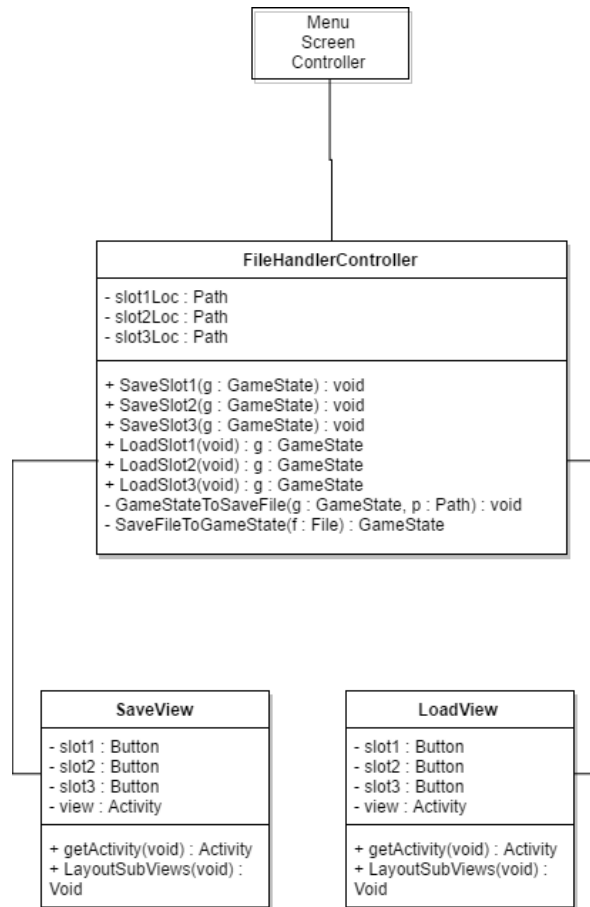 Menu
Screen
Controller
FileHandlerController
- slot1Loc : Path
- slot2Loc : Path
- slot3Loc : Path
+ SaveSlot1(g : GameState) : void
+ SaveSlot2(g : GameState) : void
+ SaveSlot3(g : GameState) : void
+ LoadSlot1(void) : g : GameState
+ LoadSlot2(void) : g : GameState
+ LoadSlot3(void) : g : GameState
- GameStateToSaveFile(g : GameState, p : Path) : void
- SaveFileToGameState(f : File) : GameState
SaveView
- slot1 : Button
- slot2 : Button
- slot3 : Button
- view : Activity
+ getActivity(void) : Activity
+ LayoutSubViews(void) :
Void
LoadView
- slot1 : Button
- slot2 : Button
- slot3 : Button
- view : Activity
+ getActivity(void) : Activity
+ LayoutSubViews(void) :
Void